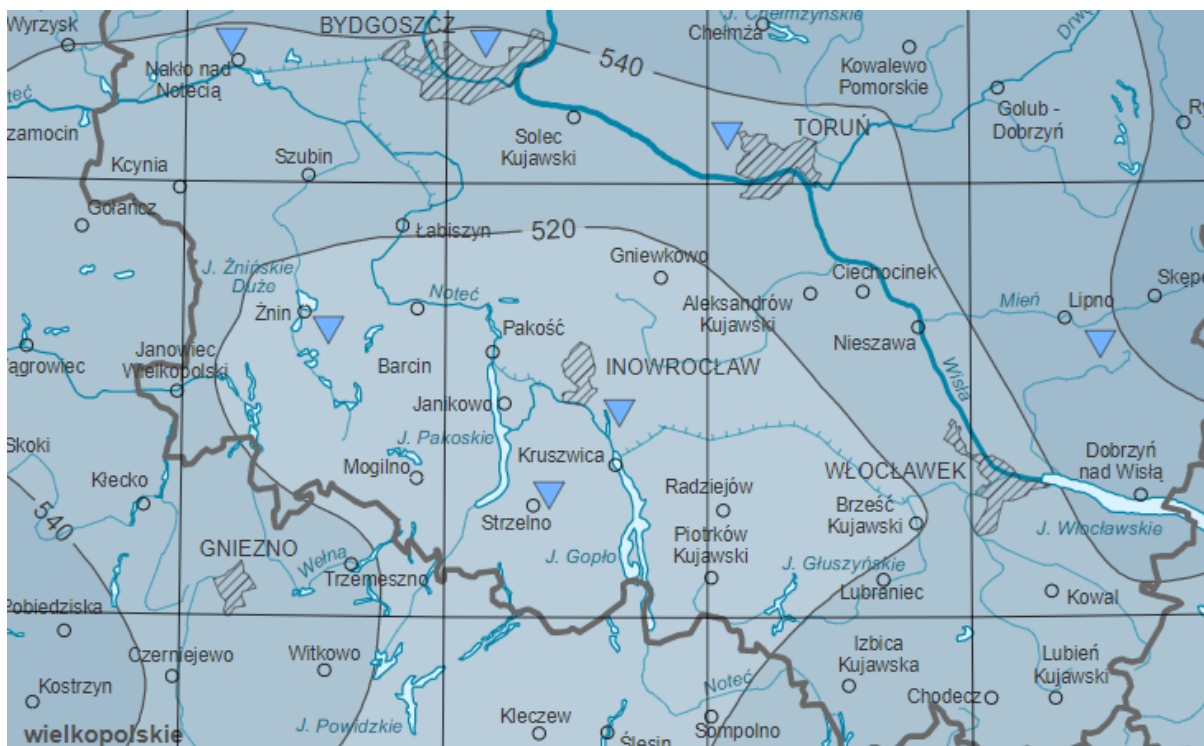 Wyrzysk
BYDGOSZCZ
J. Chełmżyńskie
Chełmża
Drwę
540
Kowalewo
Pomorskie
Nakło nad
Notecią
Noteć
Golub -
Dobrzyń
Solec
Kujawski
TORUŃ
zamocin
Kcynia
Szubin
Gołańcz
Łabiszyn
520
Gniewkowo
Ciechocinek
J. Żnińskie
Duże
Noteć
Aleksandrów
Kujawski
Mień
Lipno
Skępe
Żnin
Pakość
Nieszawa
Janowiec
Wielkopolski
Barcin
INOWROCŁAW
Wisła
ągrowiec
Janikowo
Skoki
J. Pakoskie
Kruszwica
WŁOCŁAWEK
Dobrzyń
nad Wisłą
Mogilno
Kłecko
Radziejów
Brześć
Kujawski
540
Strzelno
Piotrków
Kujawski
J. Włocławskie
GNIEZNO
Wełna
Trzemeszno
J. Gopło
J. Głuszyńskie
Lubraniec
Kowal
Pobiedziska
Czerniejewo
Witkowo
Izbica
Kujawska
Lubień
Kujawski
Kostrzyn
Noteć
Chodecz
J. Powidzkie
Kleczew
Ślesin
Sompolno
wielkopolskie